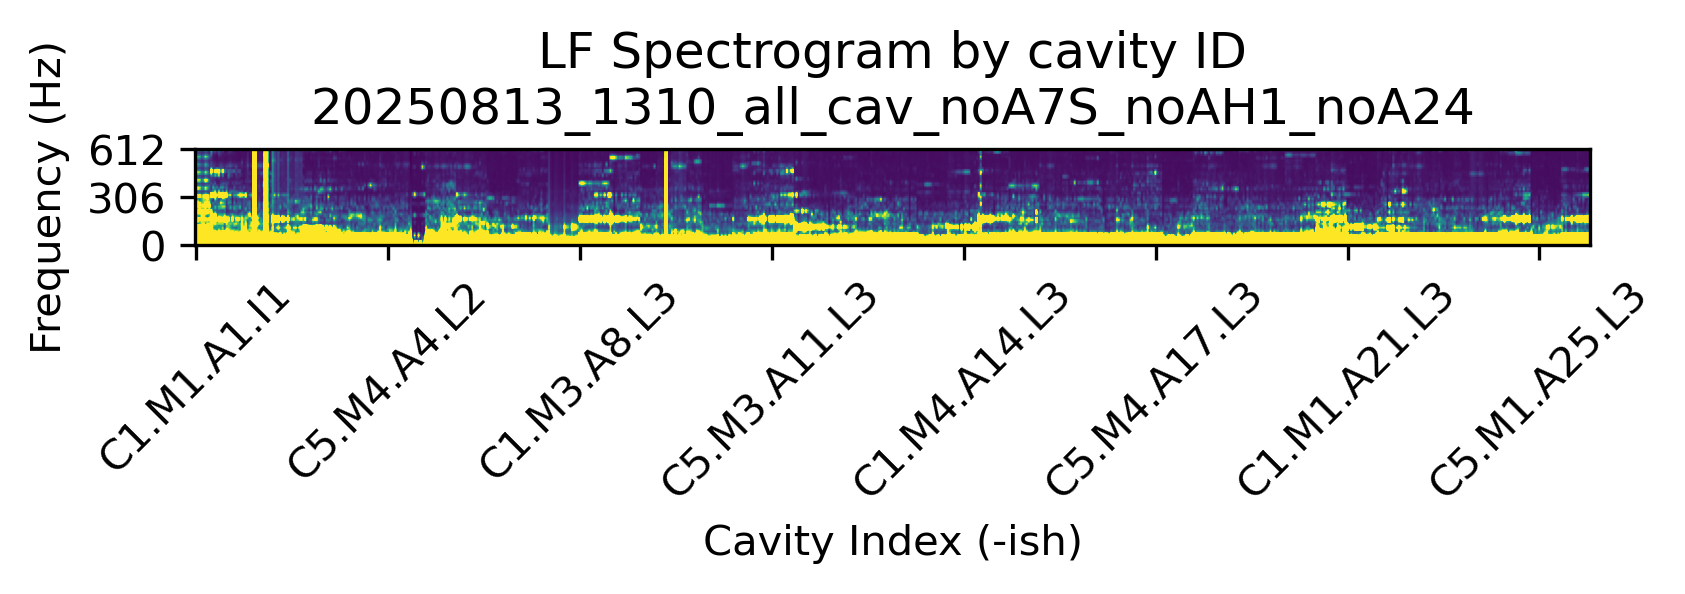 LF Spectrogram by cavity ID
20250813_1310_all_cav_noA7S_noAH1_noA24
Frequency (Hz)
612
306
0
C1.M1.A1.I1
C5.M4.A4.L2
C1.M3.A8.L3
C5.M3.A11.L3
C1.M4.A14.L3
C5.M4.A17.L3
C1.M1.A21.L3
C5.M1.A25.L3
Cavity Index (-ish)